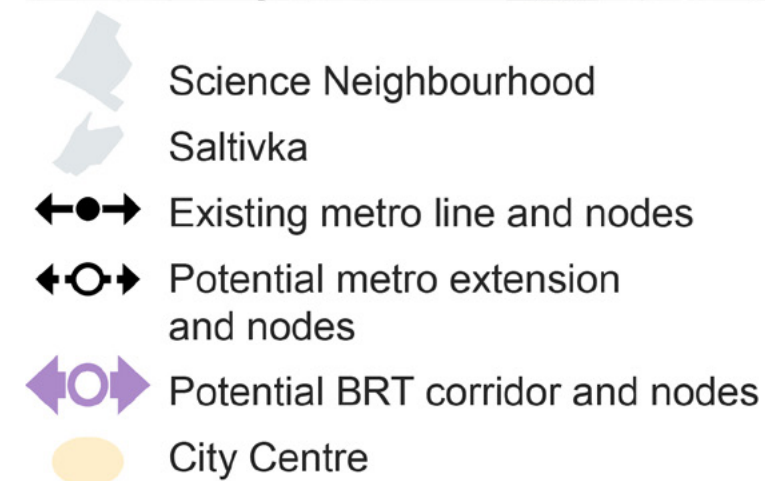 Science Neighbourhood
Saltivka
Existing metro line and nodes
Potential metro extension
and nodes
Potential BRT corridor and nodes
City Centre